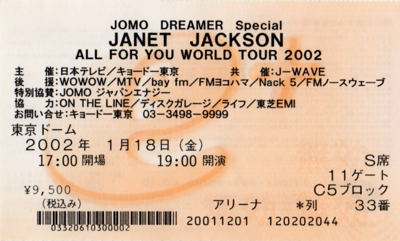 JOMO DREAMER Special
JANET JACKSON
ALL FOR YOU WORLD TOUR 2002
主 催:日本テレビ/キョードー東京 共 催:J-WAVE
後 援:WOWOW/MTV/bay fm/FMヨコハマ/Nack 5/FMノースウェーブ
特別協賛:JOMO ジャパンエナジー
協 力:ON THE LINE/ディスクガレージ/ライフ/東芝EMI
お問い合せ:キョードー東京 03-3498-9999
東京ドーム
2002年 1月18日(金)
17:00 開場 19:00 開演 S席
11ゲート
¥9,500 C5ブロック
(税込み) アリーナ *列 33番
03320610300002 20011201 120202044